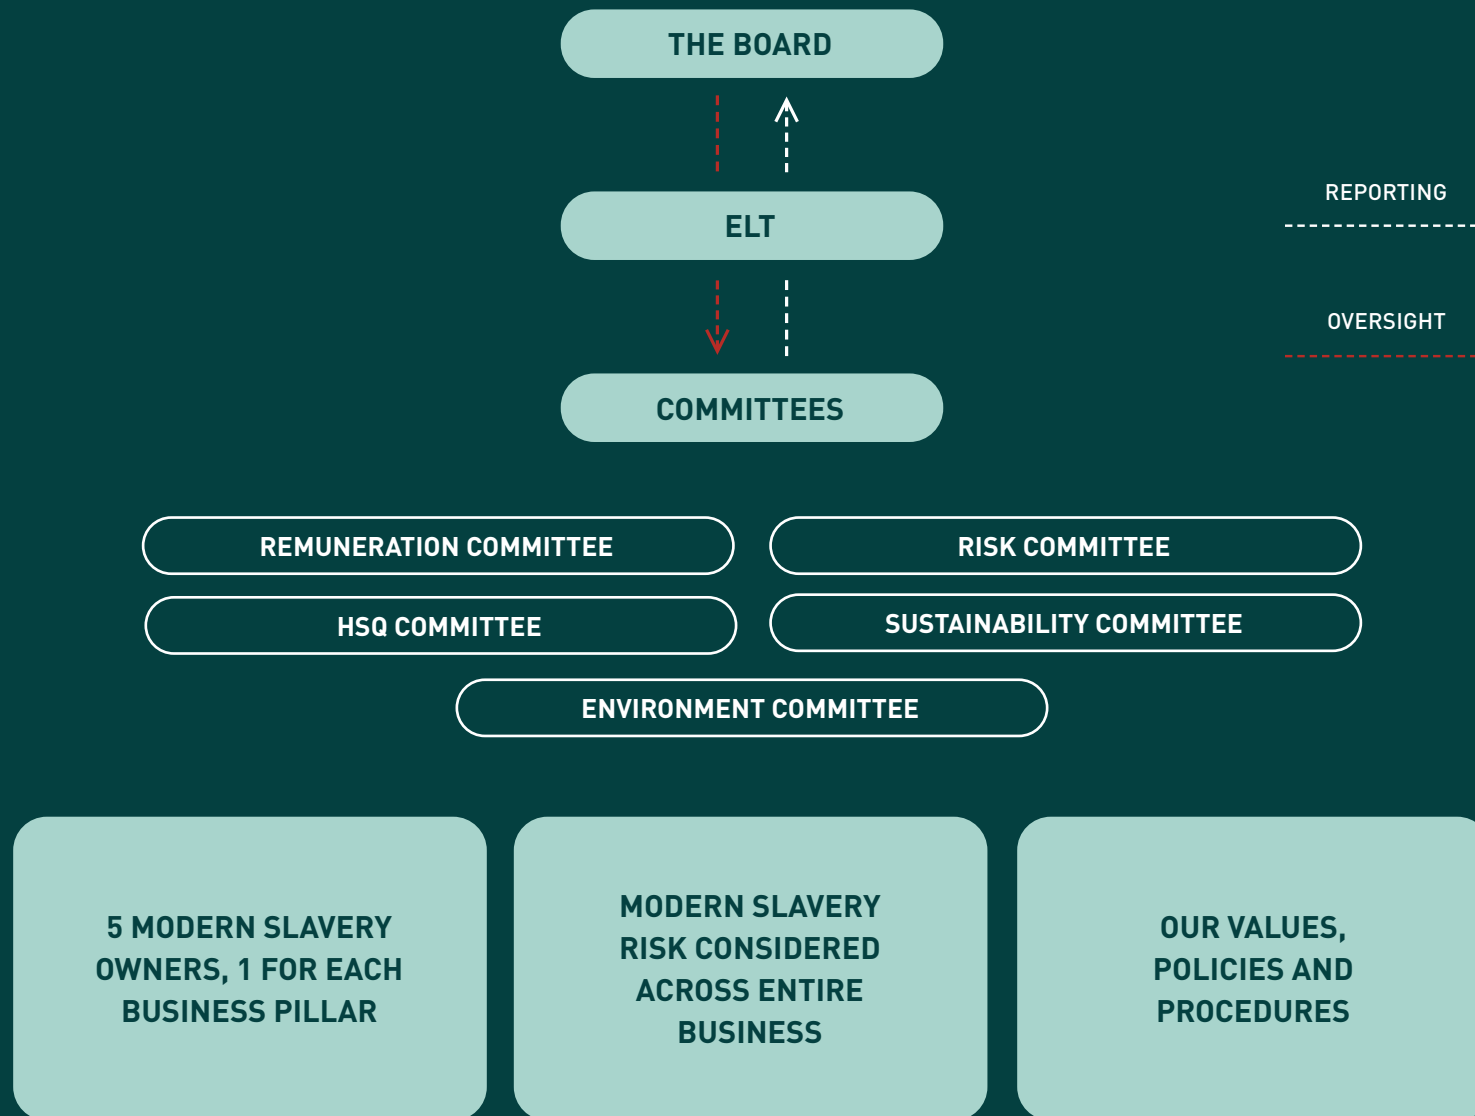 THE BOARD
ELT
REPORTING
OVERSIGHT
COMMITTEES
REMUNERATION COMMITTEE
RISK COMMITTEE
HSQ COMMITTEE
SUSTAINABILITY COMMITTEE
ENVIRONMENT COMMITTEE
5 MODERN SLAVERY
OWNERS, 1 FOR EACH
BUSINESS PILLAR
MODERN SLAVERY
RISK CONSIDERED
ACROSS ENTIRE
BUSINESS
OUR VALUES,
POLICIES AND
PROCEDURES